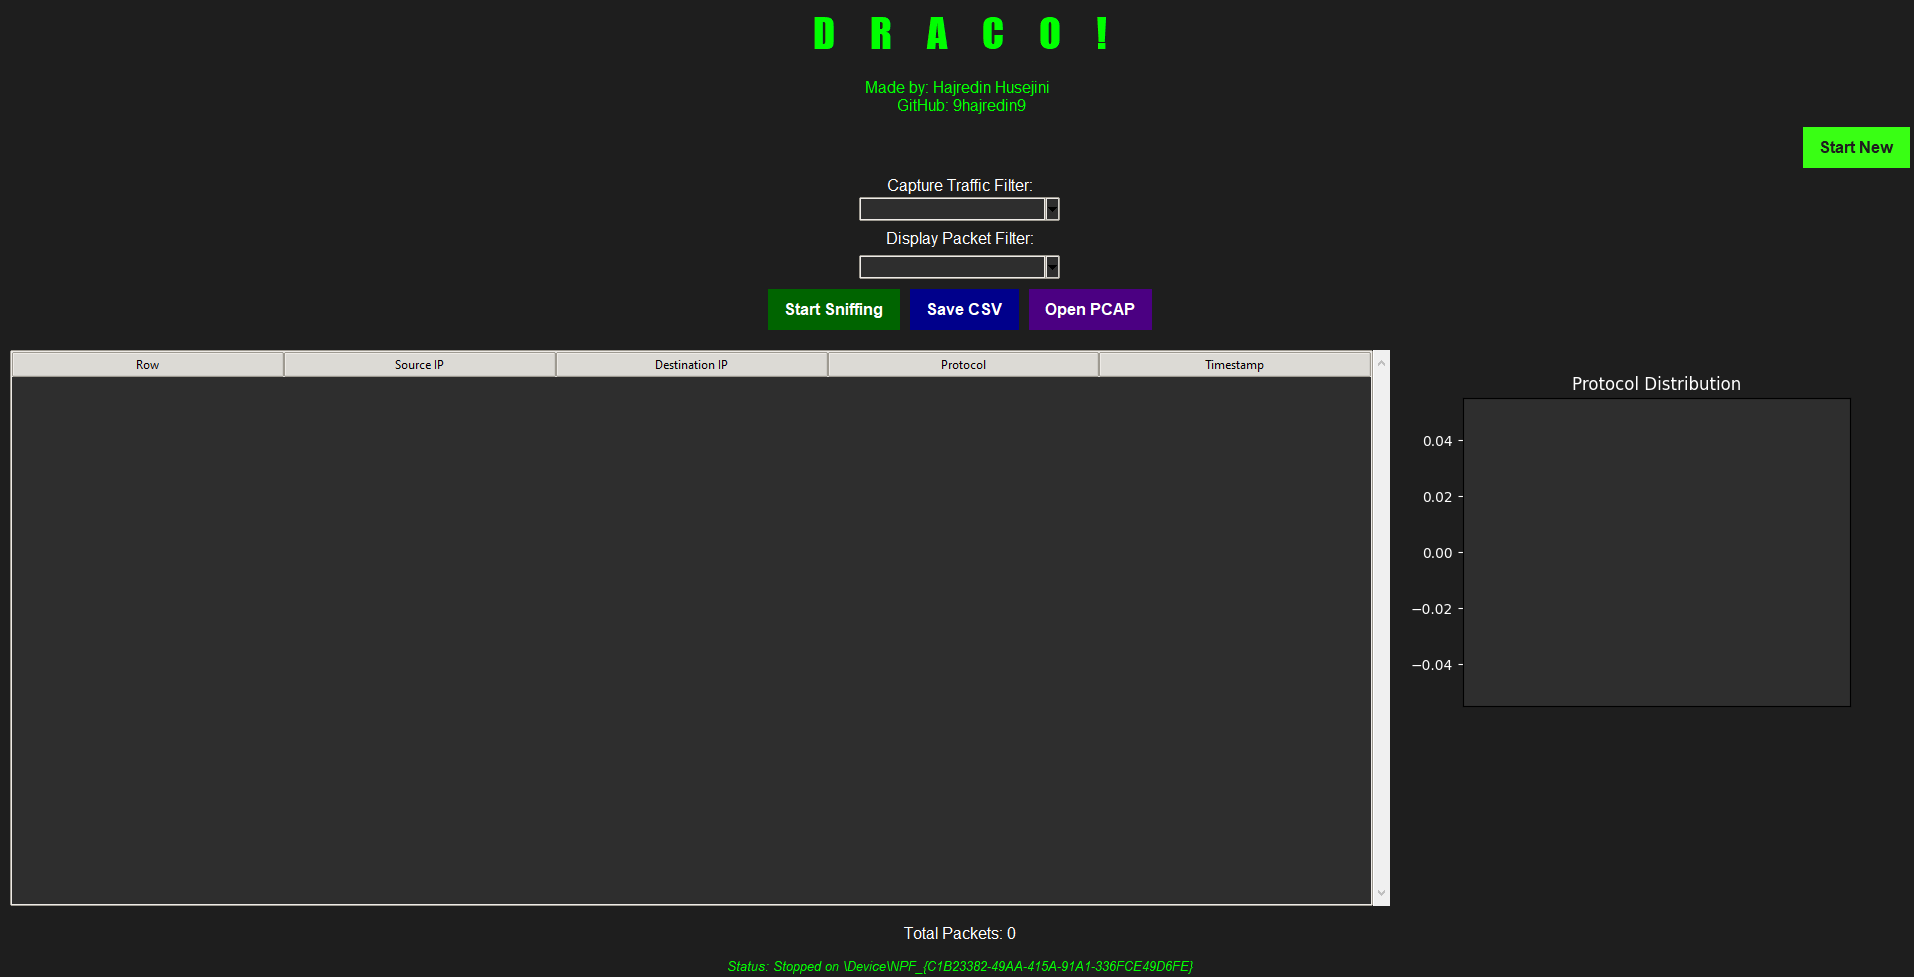 D R A C O !
Made by: Hajredin Husejini
GitHub: 9hajredin9
Start New
Capture Traffic Filter:
Display Packet Filter:
Start Sniffing Save CSV Open PCAP
Row Source IP Destination IP Protocol Timestamp
Protocol Distribution
0.04
0.02
0.00
−0.02
−0.04
Total Packets: 0
Status: Stopped on \Device\NPF_{C1B23382-49AA-415A-91A1-336FCE49D6FE}